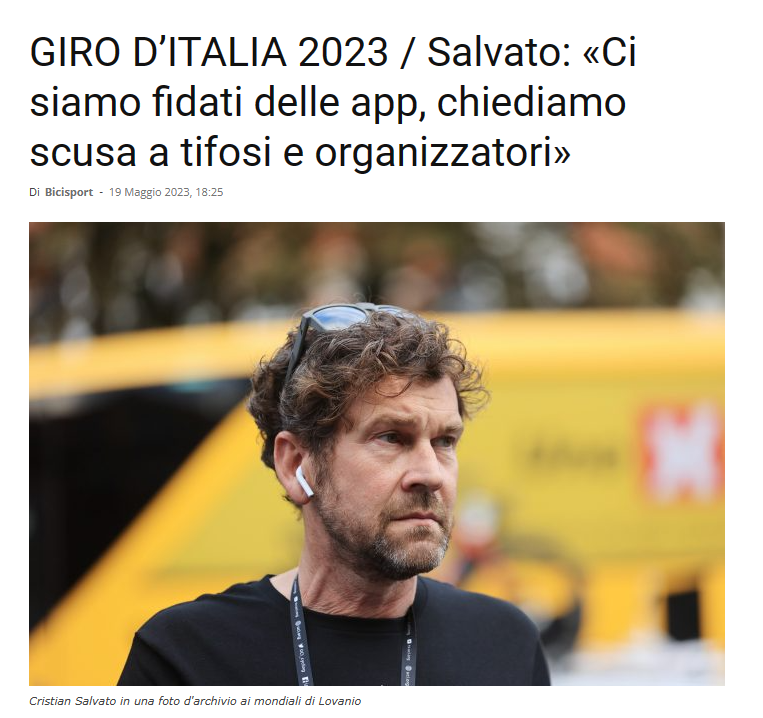 GIRO D’ITALIA 2023 / Salvato: «Ci
siamo fidati delle app, chiediamo
scusa a tifosi e organizzatori»
Di Bicisport - 19 Maggio 2023, 18:25
Cristian Salvato in una foto d'archivio ai mondiali di Lovanio